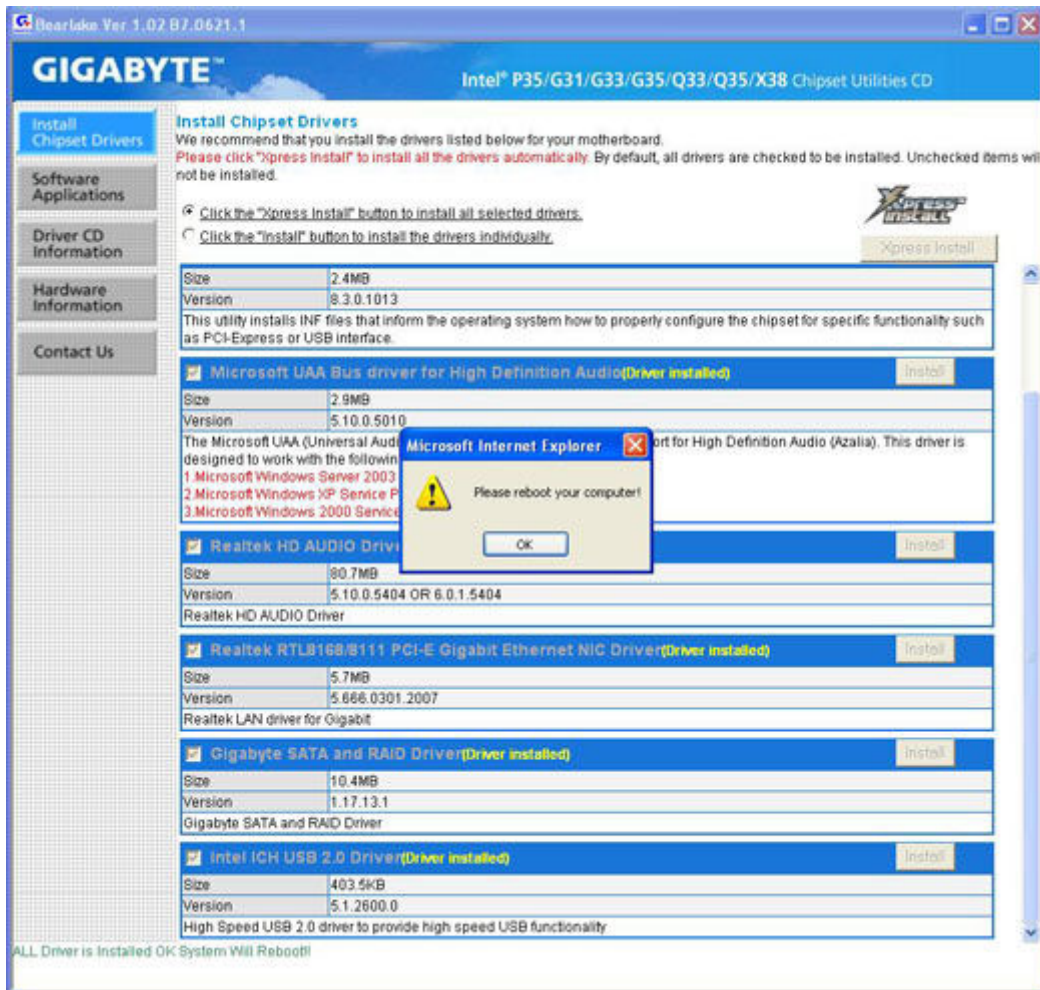 Bearlake Ver 1.02 B7.0621.1
GIGABYTE™
Intel® P35/G31/G33/G35/Q33/Q35/X38 Chipset Utilities CD
Install
Chipset Drivers
Software
Applications
Driver CD
Information
Hardware
Information
Contact Us
Install Chipset Drivers
We recommend that you install the drivers listed below for your motherboard.
Please click "Xpress Install" to install all the drivers automatically. By default, all drivers are checked to be installed. Unchecked items wil
not be installed.
Click the "Xpress Install" button to install all selected drivers.
Click the "Install" button to install the drivers individually.
Xpress
INSTALL
Xpress Install
Size 2.4MB
Version 8.3.0.1013
This utility installs INF files that inform the operating system how to properly configure the chipset for specific functionality such
as PCI-Express or USB interface.
Microsoft UAA Bus driver for High Definition Audio(Driver installed) Install
Size 2.9MB
Version 5.10.0.5010
The Microsoft UAA (Universal Audi ort for High Definition Audio (Azalia). This driver is
designed to work with the followin
1.Microsoft Windows Server 2003
2.Microsoft Windows XP Service P
3.Microsoft Windows 2000 Service
Microsoft Internet Explorer
Please reboot your computer!
OK
Realtek HD AUDIO Drive Install
Size 80.7MB
Version 5.10.0.5404 OR 6.0.1.5404
Realtek HD AUDIO Driver
Realtek RTL8168/8111 PCI-E Gigabit Ethernet NIC Driver(Driver installed) Install
Size 5.7MB
Version 5.666.0301.2007
Realtek LAN driver for Gigabit
Gigabyte SATA and RAID Driver(Driver installed) Install
Size 10.4MB
Version 1.17.13.1
Gigabyte SATA and RAID Driver
Intel ICH USB 2.0 Driver(Driver installed) Install
Size 403.5KB
Version 5.1.2600.0
High Speed USB 2.0 driver to provide high speed USB functionality
ALL Driver is Installed OK System Will Reboot!!